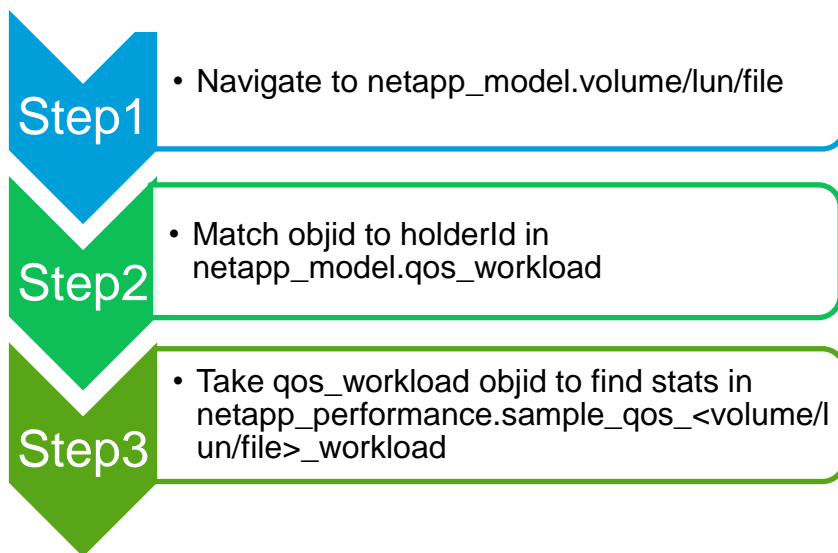 Step1
• Navigate to netapp_model.volume/lun/file
Step2
• Match objid to holderId in
netapp_model.qos_workload
Step3
• Take qos_workload objid to find stats in
netapp_performance.sample_qos_<volume/l
un/file>_workload